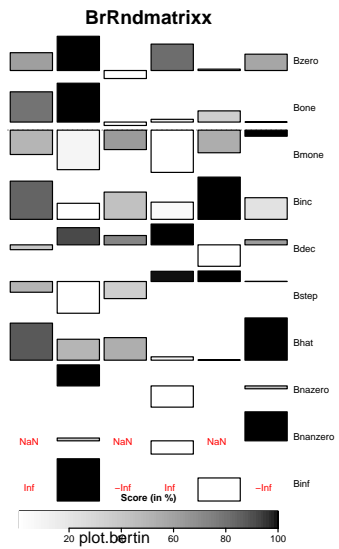 BrRndmatrixx
Bzero
Bone
Bmone
Binc
Bdec
Bstep
Bhat
Bnazero
NaN NaN NaN Bnanzero
Inf −Inf Inf −Inf Binf
Score (in %)
20 40 60 80 100
plot.bertin